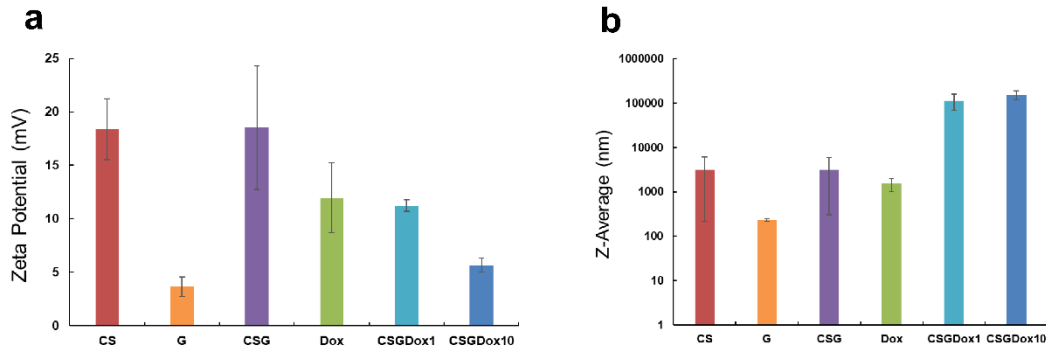 a
Zeta Potential (mV)
25
20
15
10
5
0
CS G CSG Dox CSGDox1 CSGDox10
b
Z-Average (nm)
1000000
100000
10000
1000
100
10
1
CS G CSG Dox CSGDox1 CSGDox10